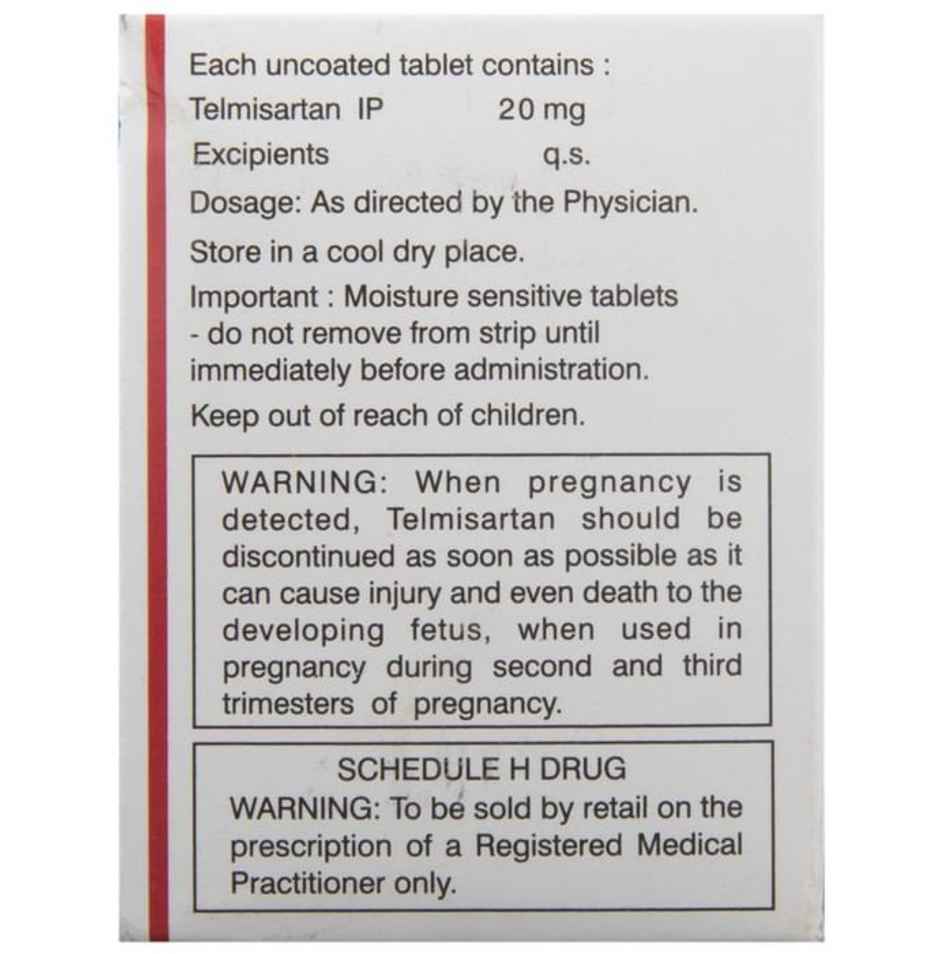 Each uncoated tablet contains :
Telmisartan IP 20 mg
Excipients q.s.
Dosage: As directed by the Physician.
Store in a cool dry place.
Important : Moisture sensitive tablets
- do not remove from strip until
immediately before administration.
Keep out of reach of children.
WARNING: When pregnancy is
detected, Telmisartan should be
discontinued as soon as possible as it
can cause injury and even death to the
developing fetus, when used in
pregnancy during second and third
trimesters of pregnancy.
SCHEDULE H DRUG
WARNING: To be sold by retail on the
prescription of a Registered Medical
Practitioner only.